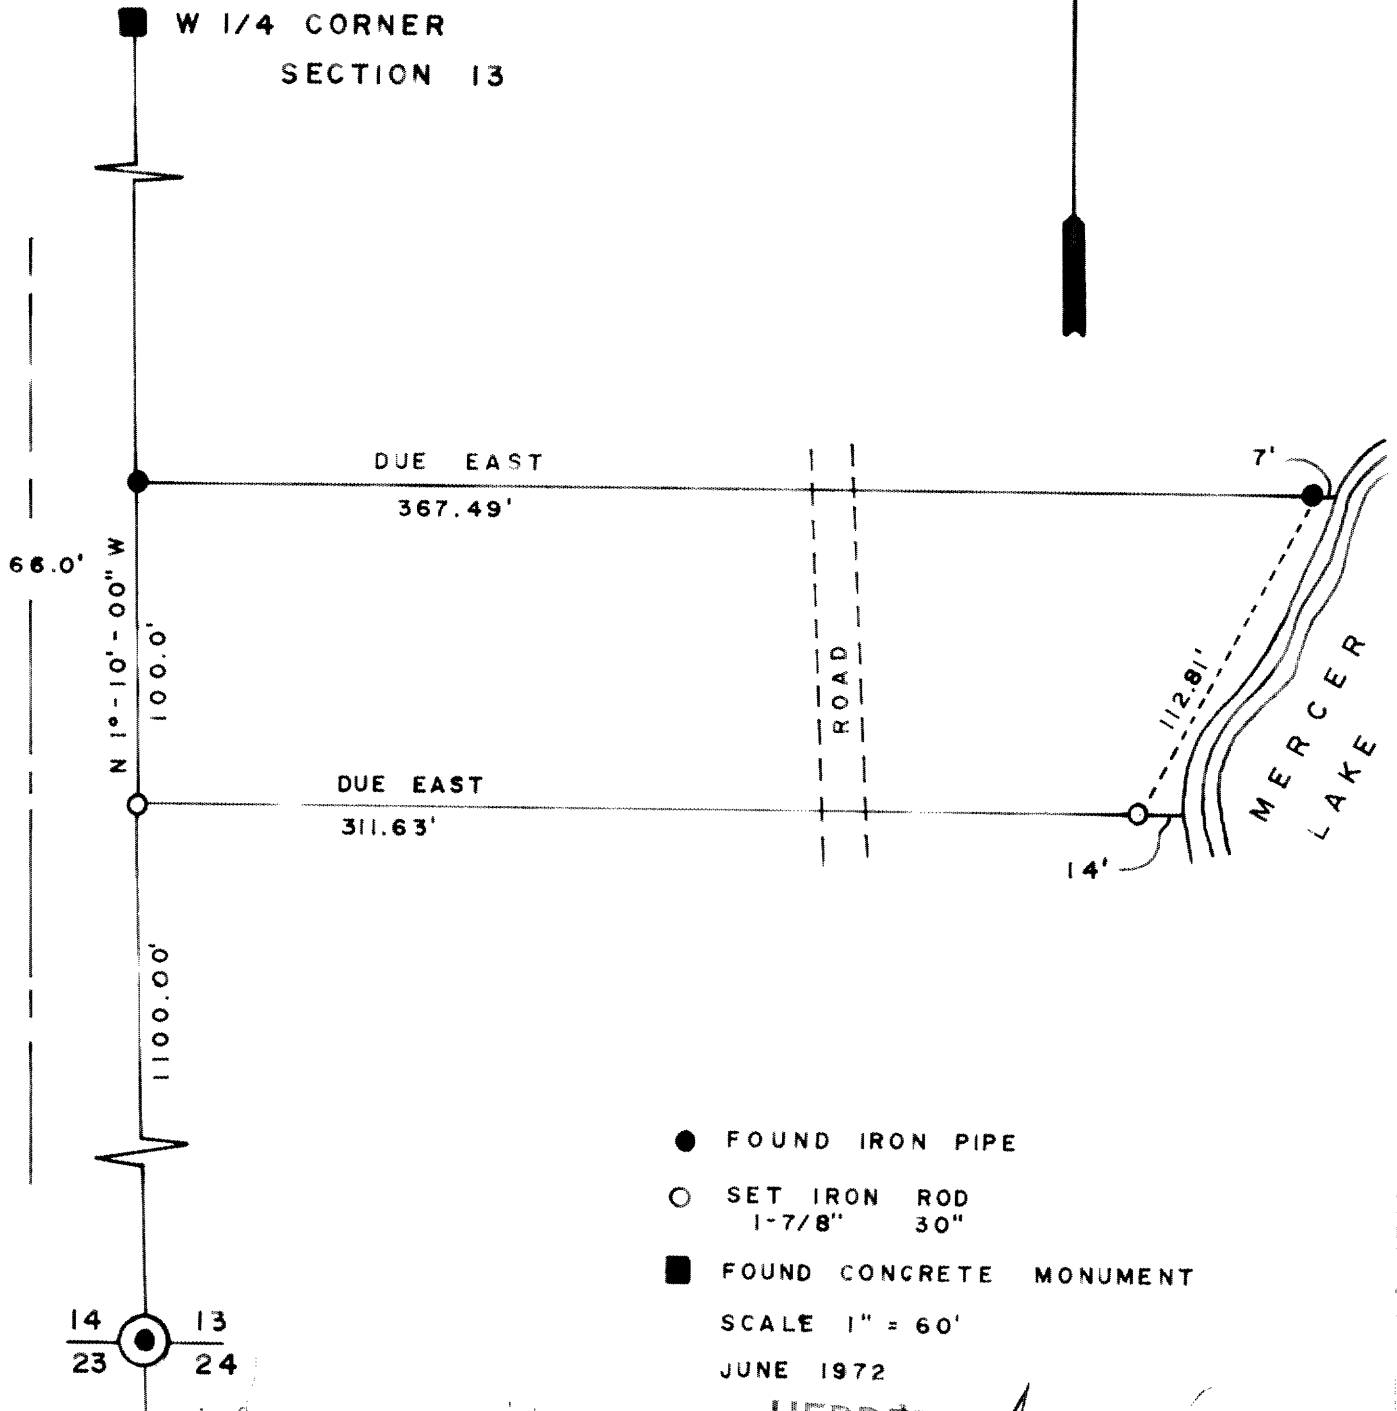 W 1/4 CORNER
SECTION 13
DUE EAST
367.49'
7'
66.0'
N 1°-10'-00" W
100.0'
ROAD
112.81'
MERCER
LAKE
DUE EAST
311.63'
14'
1100.00'
FOUND IRON PIPE
SET IRON ROD
1-7/8" 30"
FOUND CONCRETE MONUMENT
SCALE 1" = 60'
JUNE 1972
14 13
23 24